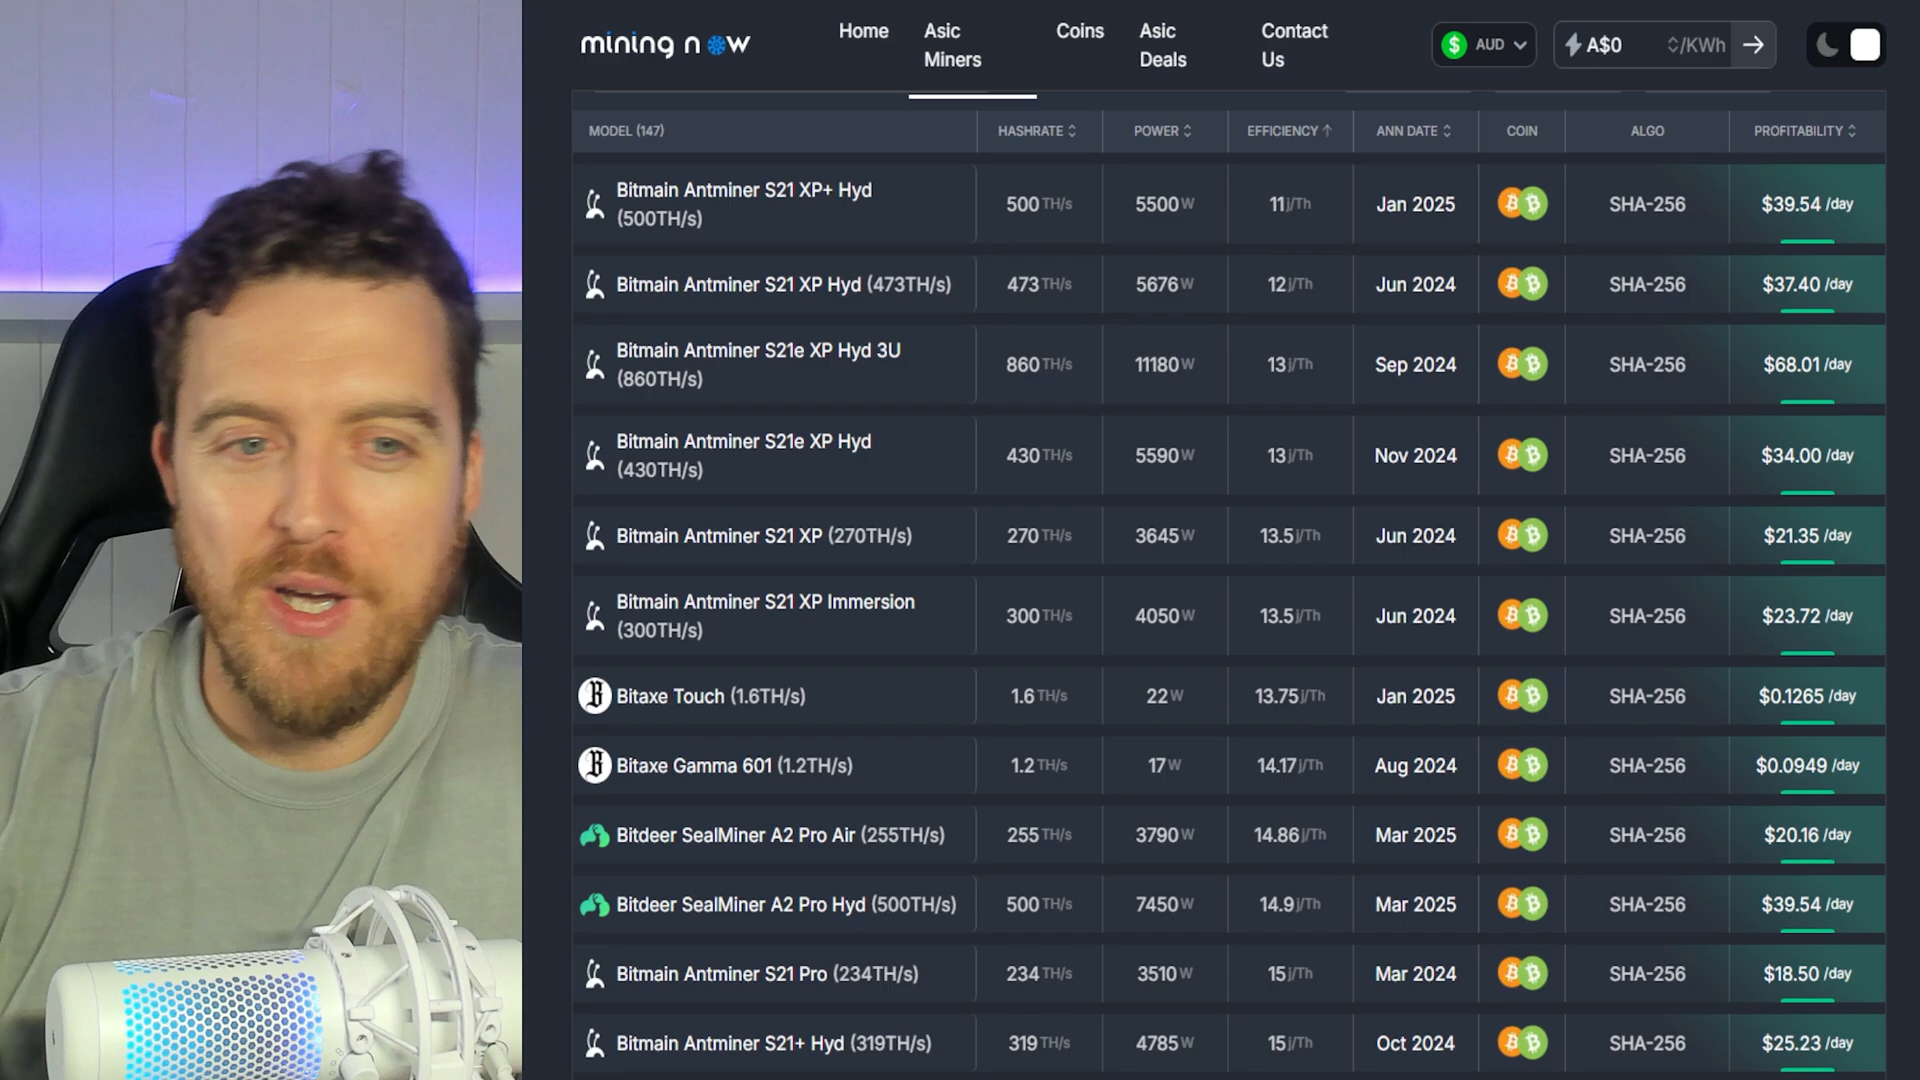 mining now
Home
Asic
Miners
Coins
Asic
Deals
Contact
Us
$ AUD
A$0 /KWh
MODEL (147) HASHRATE POWER EFFICIENCY ANN DATE COIN ALGO PROFITABILITY
Bitmain Antminer S21 XP+ Hyd
(500TH/s)
500 TH/s 5500 W 11 j/Th Jan 2025 SHA-256 $39.54 /day
Bitmain Antminer S21 XP Hyd (473TH/s) 473 TH/s 5676 W 12 j/Th Jun 2024 SHA-256 $37.40 /day
Bitmain Antminer S21e XP Hyd 3U
(860TH/s)
860 TH/s 11180 W 13 j/Th Sep 2024 SHA-256 $68.01 /day
Bitmain Antminer S21e XP Hyd
(430TH/s)
430 TH/s 5590 W 13 j/Th Nov 2024 SHA-256 $34.00 /day
Bitmain Antminer S21 XP (270TH/s) 270 TH/s 3645 W 13.5 j/Th Jun 2024 SHA-256 $21.35 /day
Bitmain Antminer S21 XP Immersion
(300TH/s)
300 TH/s 4050 W 13.5 j/Th Jun 2024 SHA-256 $23.72 /day
Bitaxe Touch (1.6TH/s) 1.6 TH/s 22 W 13.75 j/Th Jan 2025 SHA-256 $0.1265 /day
Bitaxe Gamma 601 (1.2TH/s) 1.2 TH/s 17 W 14.17 j/Th Aug 2024 SHA-256 $0.0949 /day
Bitdeer SealMiner A2 Pro Air (255TH/s) 255 TH/s 3790 W 14.86 j/Th Mar 2025 SHA-256 $20.16 /day
Bitdeer SealMiner A2 Pro Hyd (500TH/s) 500 TH/s 7450 W 14.9 j/Th Mar 2025 SHA-256 $39.54 /day
Bitmain Antminer S21 Pro (234TH/s) 234 TH/s 3510 W 15 j/Th Mar 2024 SHA-256 $18.50 /day
Bitmain Antminer S21+ Hyd (319TH/s) 319 TH/s 4785 W 15 j/Th Oct 2024 SHA-256 $25.23 /day